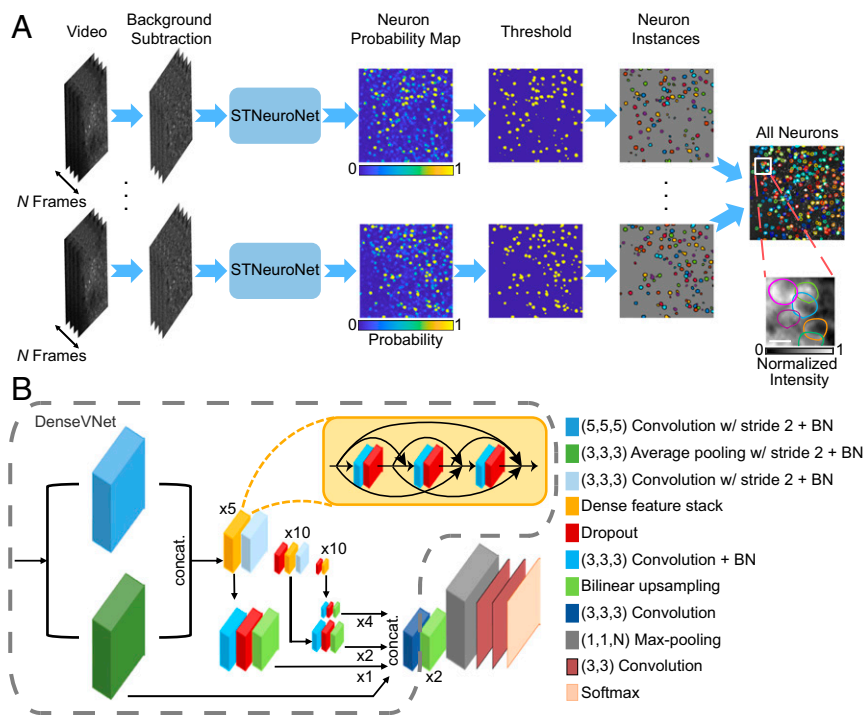 A
Video
Background
Subtraction
Neuron
Probability Map
Threshold
Neuron
Instances
STNeuroNet
0 1
N Frames
All Neurons
STNeuroNet
0 1
Probability
N Frames
0 1
Normalized
Intensity
B
DenseVNet
concat.
x5
x10
x10
x4
x2
x1
concat.
x2
(5,5,5) Convolution w/ stride 2 + BN
(3,3,3) Average pooling w/ stride 2 + BN
(3,3,3) Convolution w/ stride 2 + BN
Dense feature stack
Dropout
(3,3,3) Convolution + BN
Bilinear upsampling
(3,3,3) Convolution
(1,1,N) Max-pooling
(3,3) Convolution
Softmax